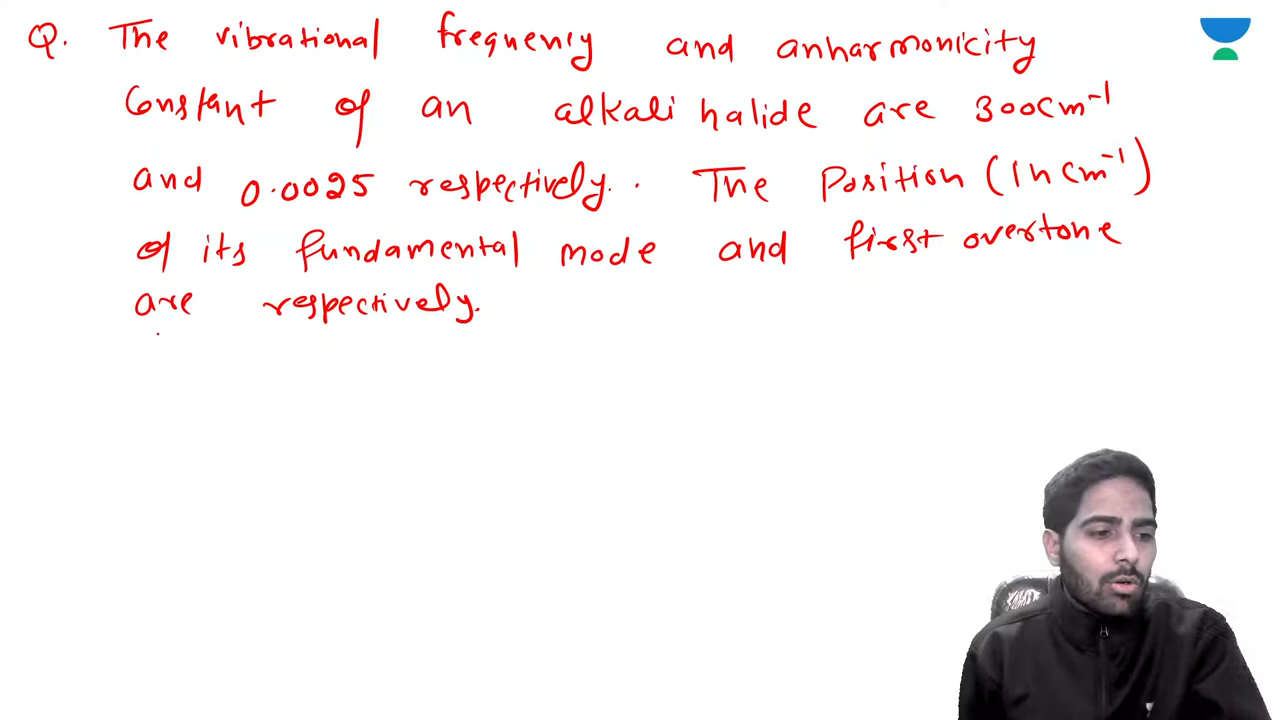 Q. The vibrational frequency and anharmonicity
Constant of an alkali halide are 300cm⁻¹
and 0.0025 respectively. The Position (In cm⁻¹)
of its fundamental mode and first overtone
are respectively.